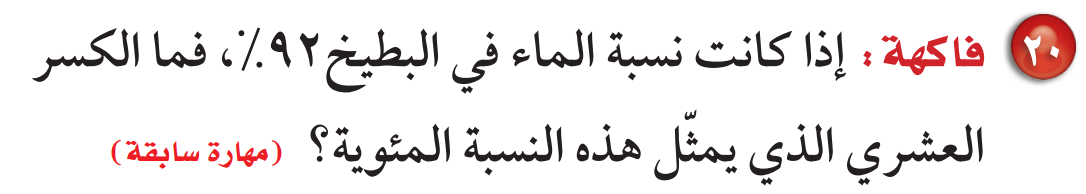 ٢٠ فاكهة : إذا كانت نسبة الماء في البطيخ ٩٢٪، فما الكسر
العشري الذي يمثّل هذه النسبة المئوية؟ (مهارة سابقة)